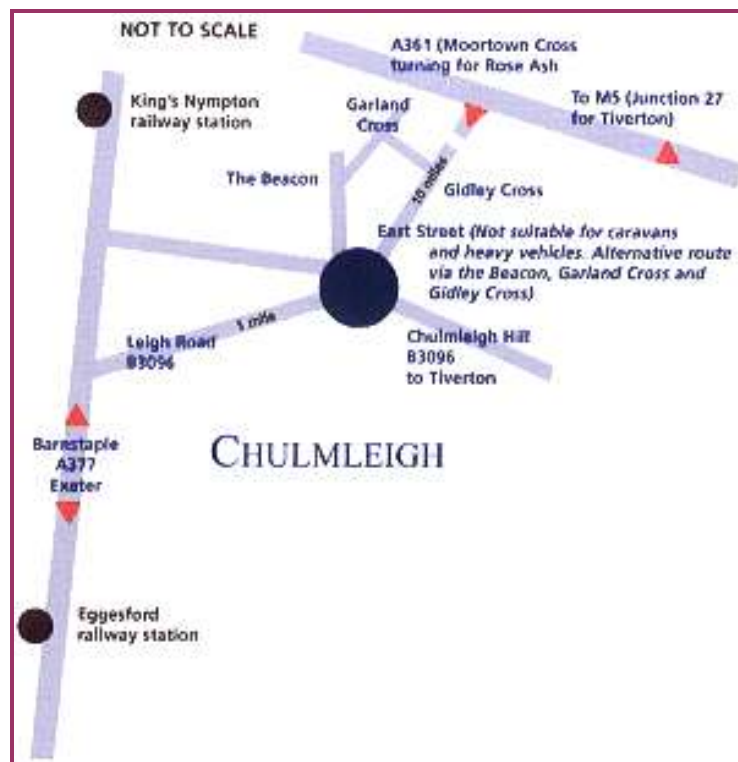 NOT TO SCALE
A361 (Moortown Cross
turning for Rose Ash
King's Nympton
railway station
Garland
Cross
To M5 (Junction 27
for Tiverton)
The Beacon
10 miles
Gidley Cross
East Street (Not suitable for caravans
and heavy vehicles. Alternative route
via the Beacon, Garland Cross and
Gidley Cross)
1 mile
Leigh Road
B3096
Chulmleigh Hill
B3096
to Tiverton
Barnstaple
A377
Exeter
CHULMLEIGH
Eggesford
railway station